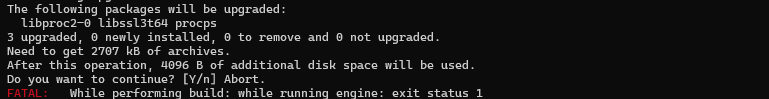 The following packages will be upgraded:
  libproc2-0 libssl3t64 procps
3 upgraded, 0 newly installed, 0 to remove and 0 not upgraded.
Need to get 2707 kB of archives.
After this operation, 4096 B of additional disk space will be used.
Do you want to continue? [Y/n] Abort.
FATAL:   While performing build: while running engine: exit status 1